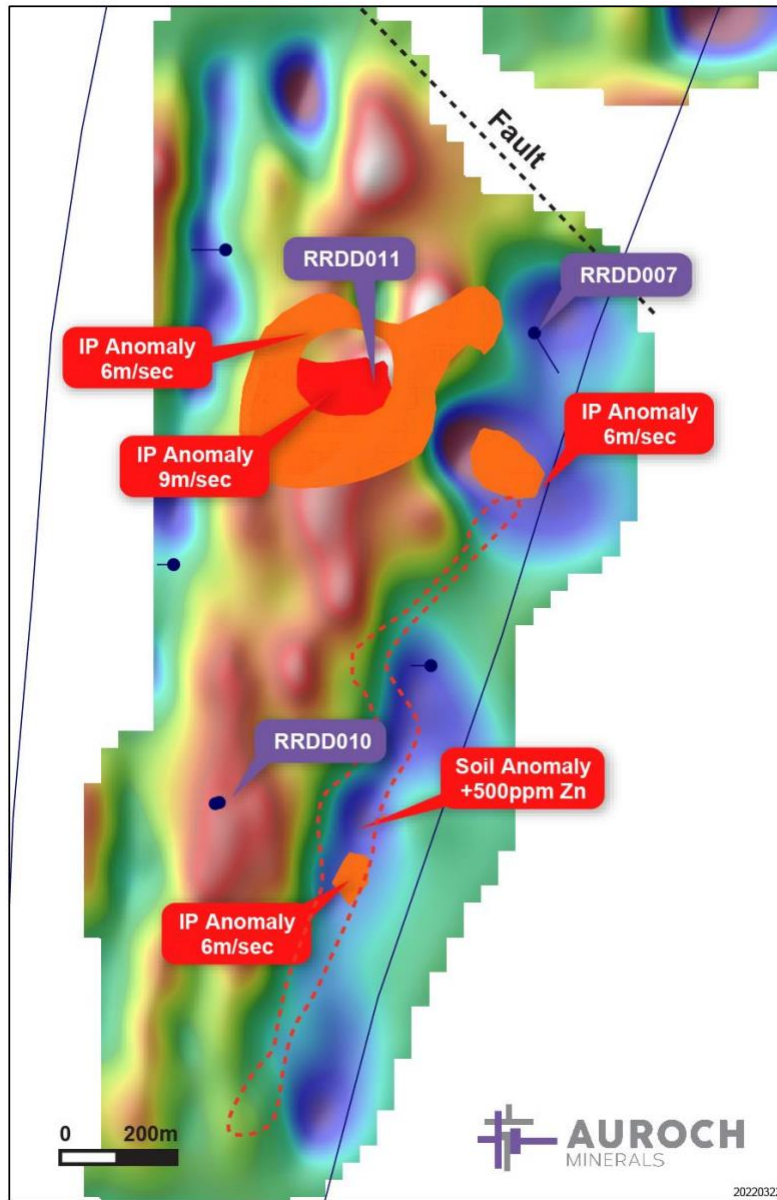 Fault
RRDD011
RRDD007
IP Anomaly
6m/sec
IP Anomaly
6m/sec
IP Anomaly
9m/sec
RRDD010
Soil Anomaly
+500ppm Zn
IP Anomaly
6m/sec
0 200m
AUROCH
MINERALS